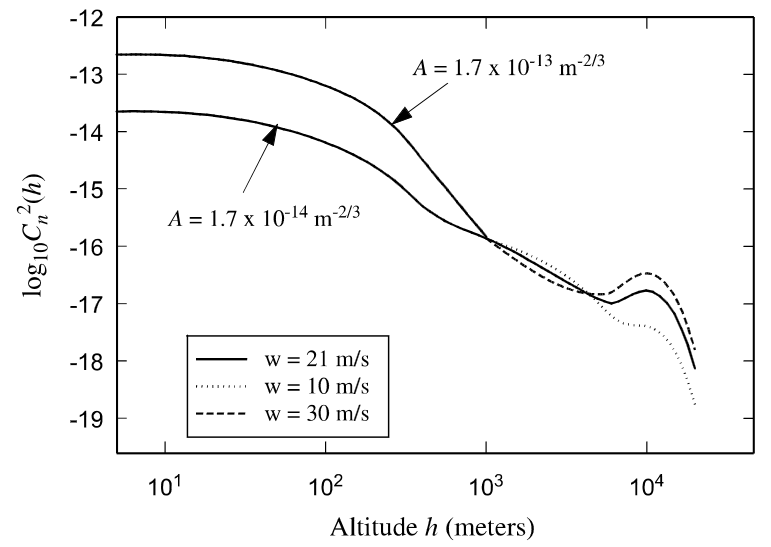 -12
-13
-14
-15
-16
-17
-18
-19
log₁₀Cₙ²(h)
A = 1.7 x 10⁻¹³ m⁻²/³
A = 1.7 x 10⁻¹⁴ m⁻²/³
w = 21 m/s
w = 10 m/s
w = 30 m/s
10¹ 10² 10³ 10⁴
Altitude h (meters)